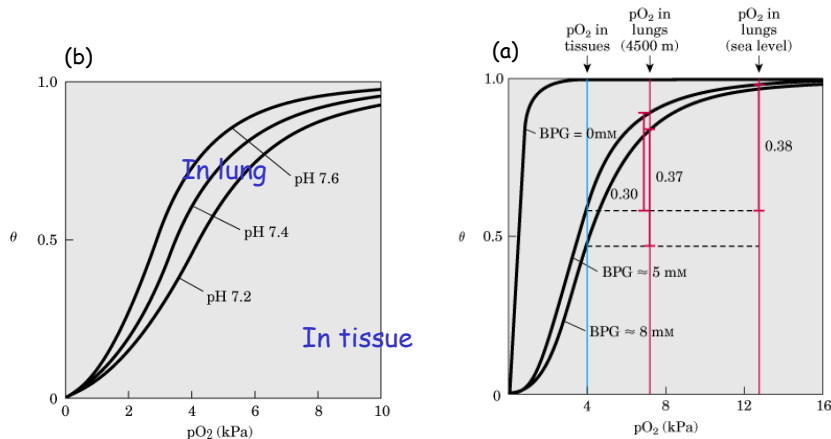 (b)
1.0
0.5
0
θ
In lung
pH 7.6
pH 7.4
pH 7.2
In tissue
0
2
4
6
8
10
pO₂ (kPa)
(a)
pO₂ in
tissues
pO₂ in
lungs
(4500 m)
pO₂ in
lungs
(sea level)
1.0
0.5
0
θ
BPG = 0mM
0.38
0.37
0.30
BPG ≈ 5 mM
BPG ≈ 8 mM
4
8
12
16
pO₂ (kPa)